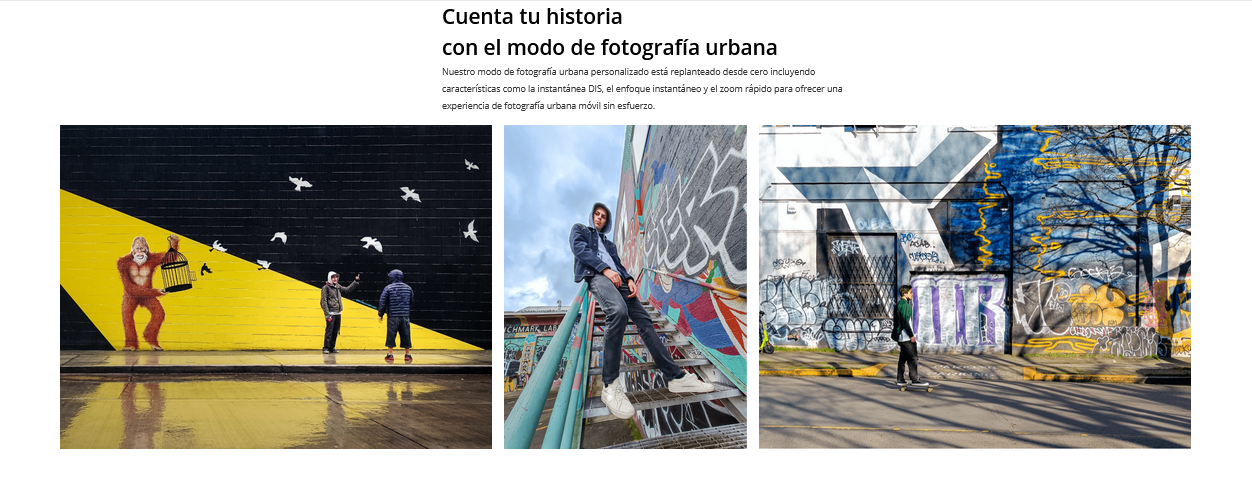 Cuenta tu historia
con el modo de fotografía urbana
Nuestro modo de fotografía urbana personalizado está replanteado desde cero incluyendo
características como la instantánea DIS, el enfoque instantáneo y el zoom rápido para ofrecer una
experiencia de fotografía urbana móvil sin esfuerzo.